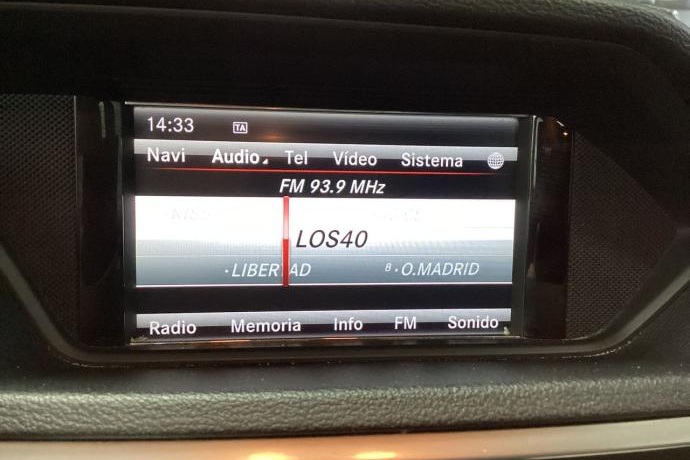 14:33 TA
Navi Audio Tel Vídeo Sistema
FM 93.9 MHz
LOS40
·LIBERTAD 8·O.MADRID
Radio Memoria Info FM Sonido